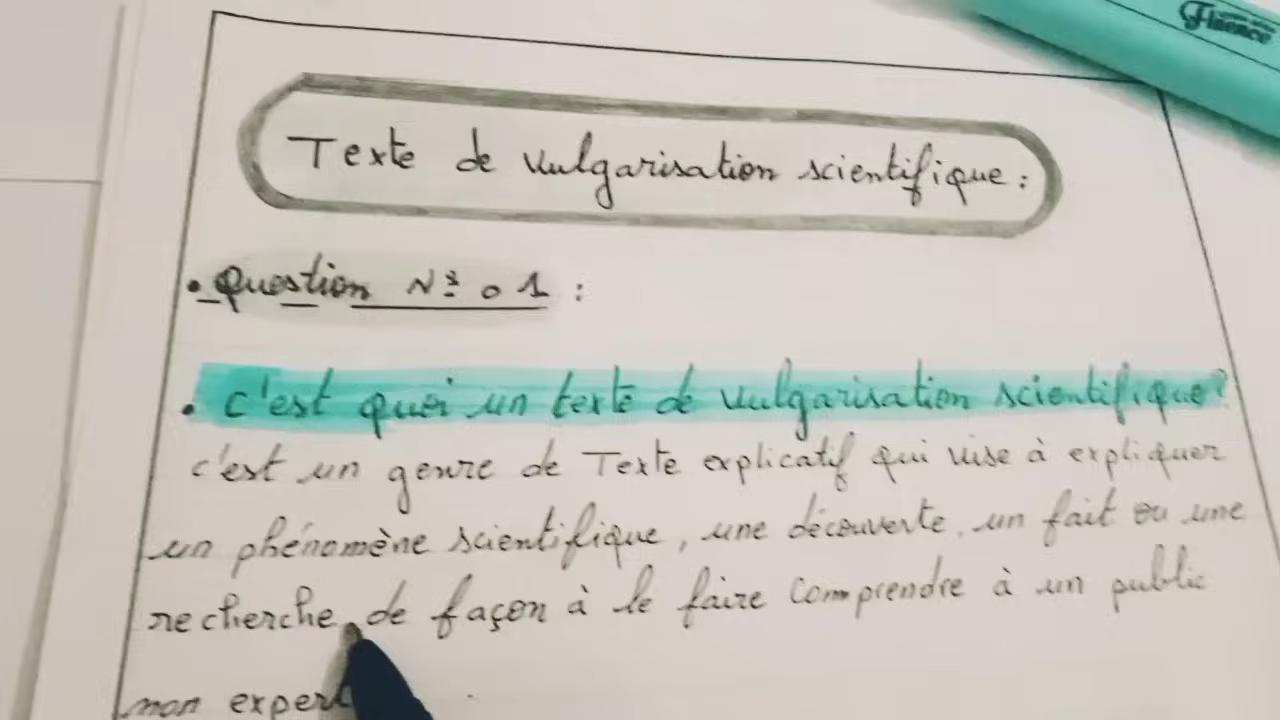 Fluence
Texte de vulgarisation scientifique :
• Question N° 01 :
• c'est quoi un texte de vulgarisation scientifique?
c'est un genre de Texte explicatif qui vise à expliquer
un phénomène scientifique, une découverte, un fait ou une
recherche, de façon à le faire comprendre à un public
non expert